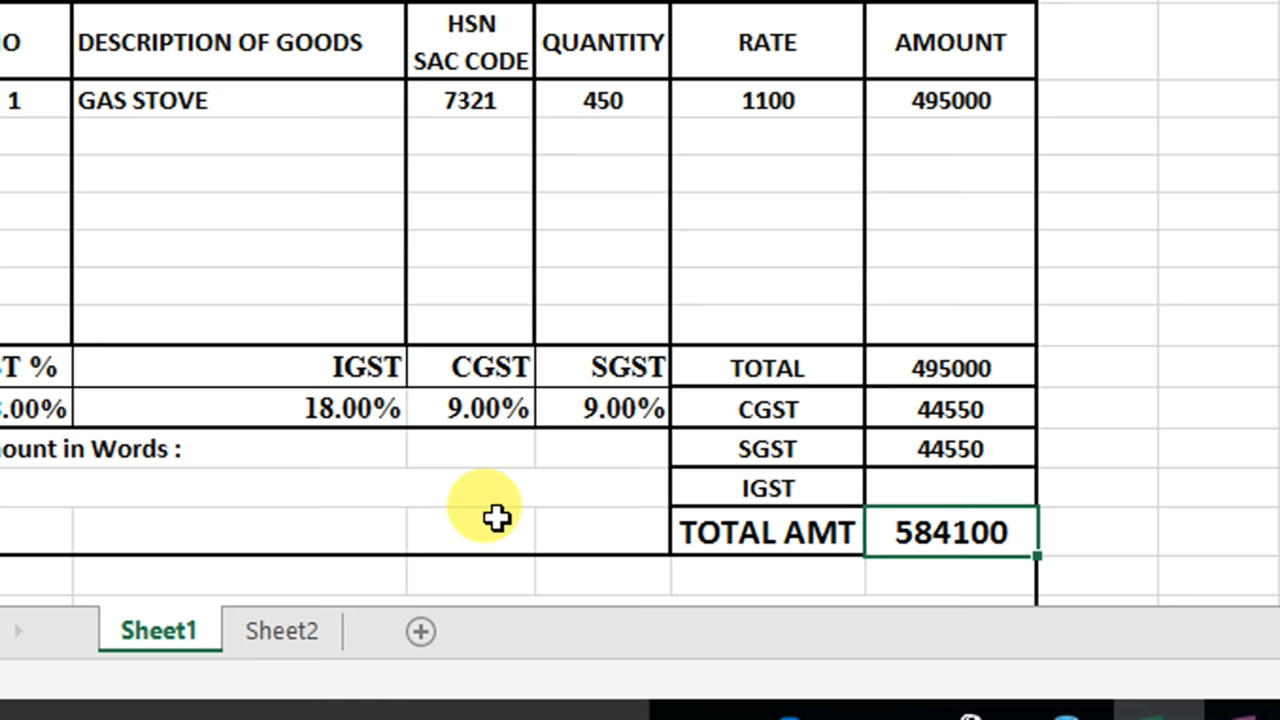 O DESCRIPTION OF GOODS HSN SAC CODE QUANTITY RATE AMOUNT
1 GAS STOVE 7321 450 1100 495000
T % IGST CGST SGST TOTAL 495000
.00% 18.00% 9.00% 9.00% CGST 44550
ount in Words : SGST 44550
IGST
TOTAL AMT 584100
Sheet1 Sheet2